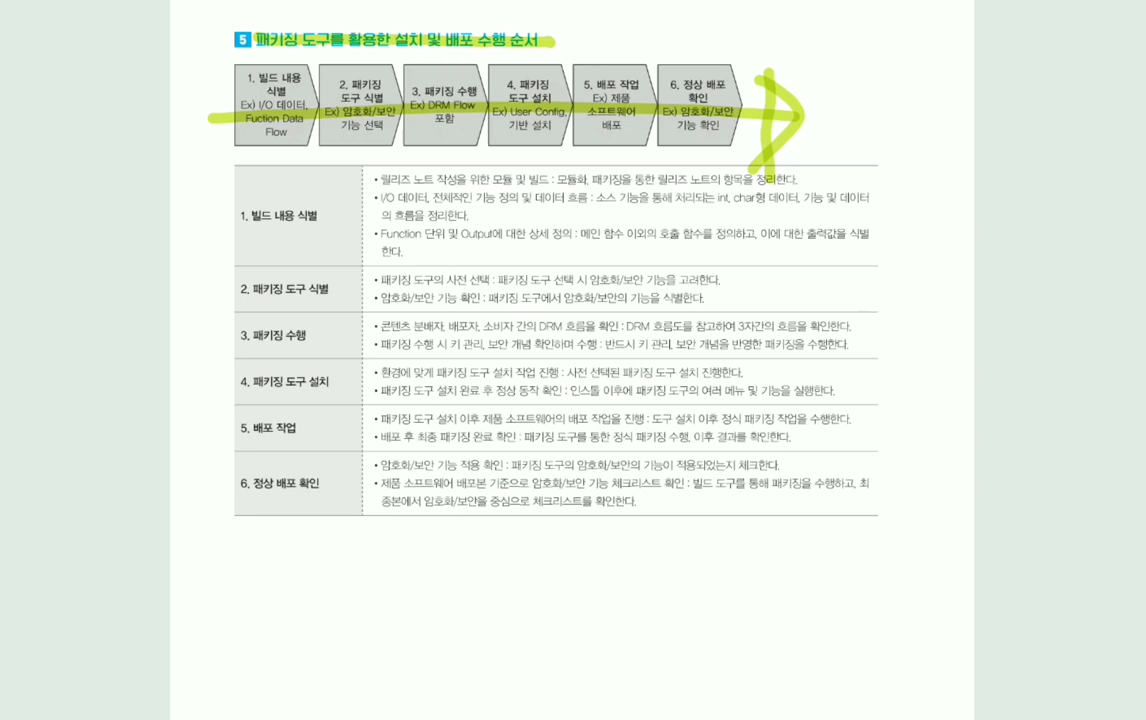 5 패키징 도구를 활용한 설치 및 배포 수행 순서
1. 빌드 내용
식별
Ex) I/O 데이터,
Fuction Data
Flow
2. 패키징
도구 식별
Ex) 암호화/보안
기능 선택
3. 패키징 수행
Ex) DRM Flow
포함
4. 패키징
도구 설치
Ex) User Config,
기반 설치
5. 배포 작업
Ex) 제품
소프트웨어
배포
6. 정상 배포
확인
Ex) 암호화/보안
기능 확인
1. 빌드 내용 식별
• 릴리즈 노트 작성을 위한 모듈 및 빌드 : 모듈화, 패키징을 통한 릴리즈 노트의 항목을 정리한다.
• I/O 데이터, 전체적인 기능 정의 및 데이터 흐름 : 소스 기능을 통해 처리되는 int, char형 데이터, 기능 및 데이터
의 흐름을 정리한다.
• Function 단위 및 Output에 대한 상세 정의 : 메인 함수 이외의 호출 함수를 정의하고, 이에 대한 출력값을 식별
한다.
2. 패키징 도구 식별
• 패키징 도구의 사전 선택 : 패키징 도구 선택 시 암호화/보안 기능을 고려한다.
• 암호화/보안 기능 확인 : 패키징 도구에서 암호화/보안의 기능을 식별한다.
3. 패키징 수행
• 콘텐츠 분배자, 배포자, 소비자 간의 DRM 흐름을 확인 : DRM 흐름도를 참고하여 3자간의 흐름을 확인한다.
• 패키징 수행 시 키 관리, 보안 개념 확인하며 수행 : 반드시 키 관리, 보안 개념을 반영한 패키징을 수행한다.
4. 패키징 도구 설치
• 환경에 맞게 패키징 도구 설치 작업 진행 : 사전 선택된 패키징 도구 설치 진행한다.
• 패키징 도구 설치 완료 후 정상 동작 확인 : 인스톨 이후에 패키징 도구의 여러 메뉴 및 기능을 실행한다.
5. 배포 작업
• 패키징 도구 설치 이후 제품 소프트웨어의 배포 작업을 진행 : 도구 설치 이후 정식 패키징 작업을 수행한다.
• 배포 후 최종 패키징 완료 확인 : 패키징 도구를 통한 정식 패키징 수행, 이후 결과를 확인한다.
6. 정상 배포 확인
• 암호화/보안 기능 적용 확인 : 패키징 도구의 암호화/보안의 기능이 적용되었는지 체크한다.
• 제품 소프트웨어 배포본 기준으로 암호화/보안 기능 체크리스트 확인 : 빌드 도구를 통해 패키징을 수행하고, 최
종본에서 암호화/보안을 중심으로 체크리스트를 확인한다.